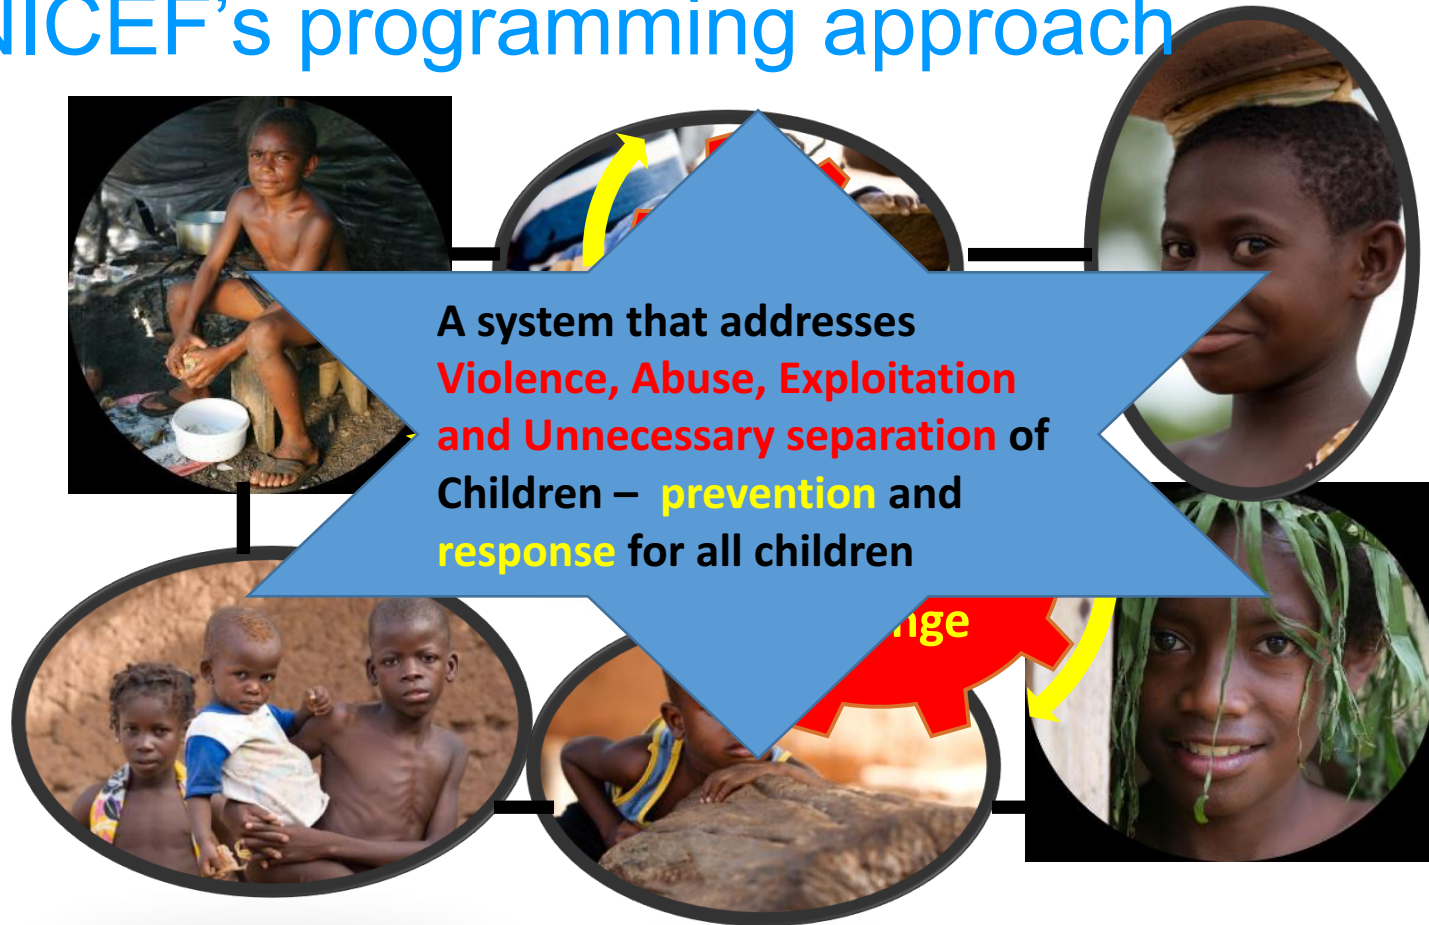 NICEF’s programming approach
A system that addresses
Violence, Abuse, Exploitation
and Unnecessary separation of
Children – prevention and
response for all children
nge